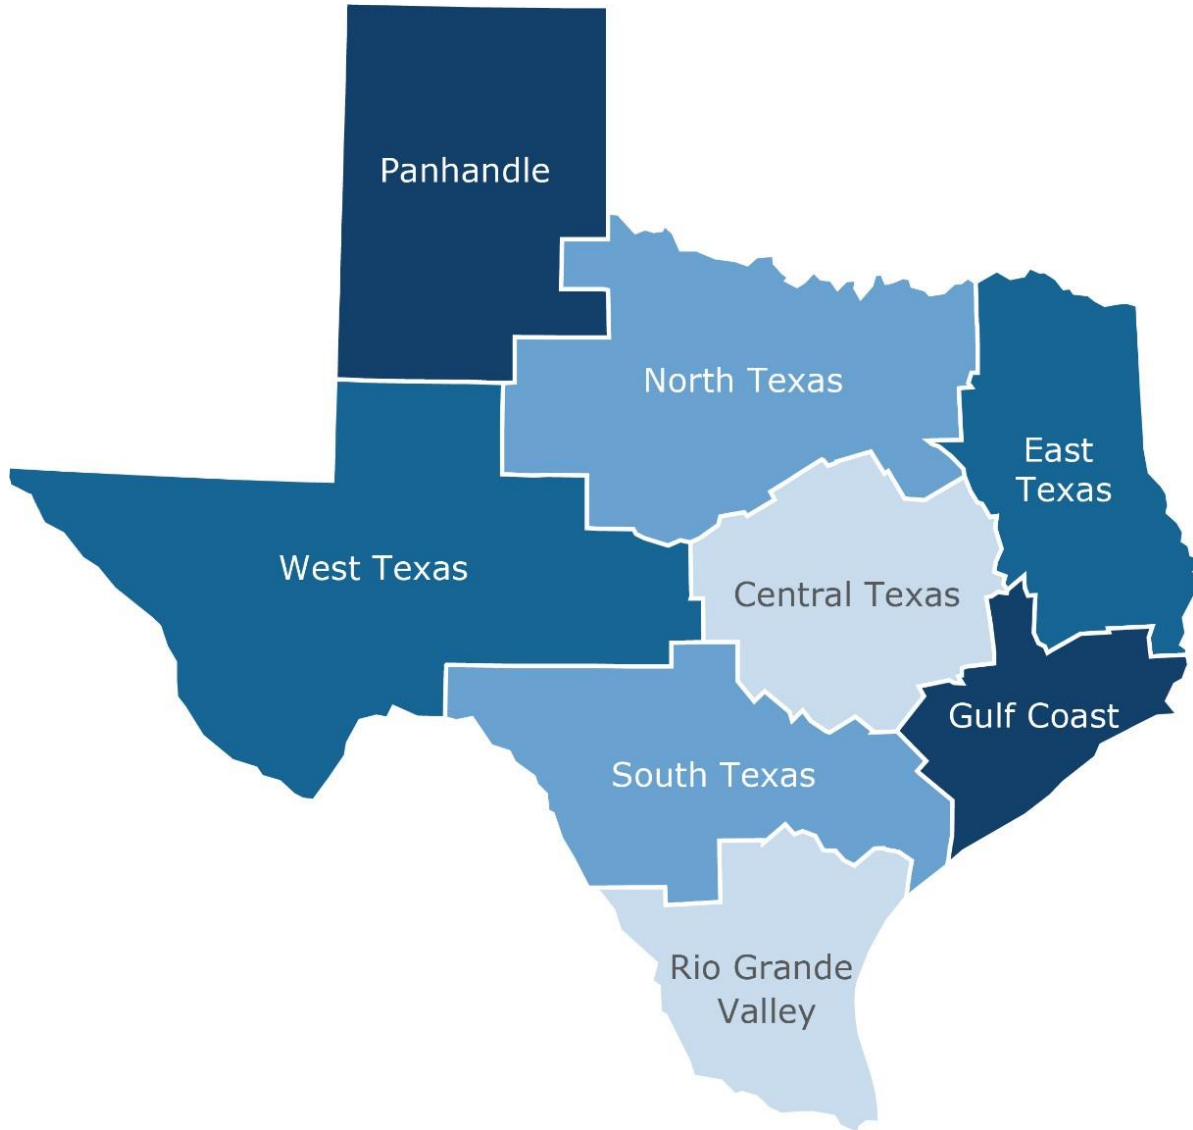 Panhandle
North Texas
East
Texas
West Texas
Central Texas
Gulf Coast
South Texas
Rio Grande
Valley